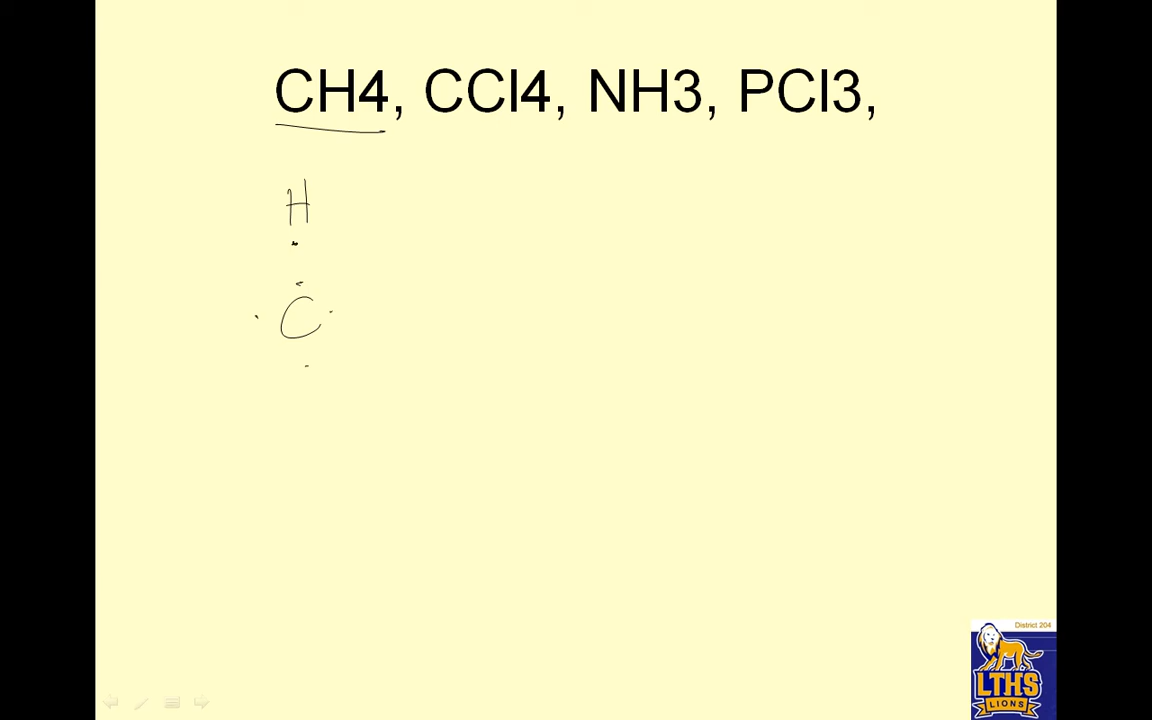 CH4, CCl4, NH3, PCl3,
H
C
District 204
LTHS
LIONS